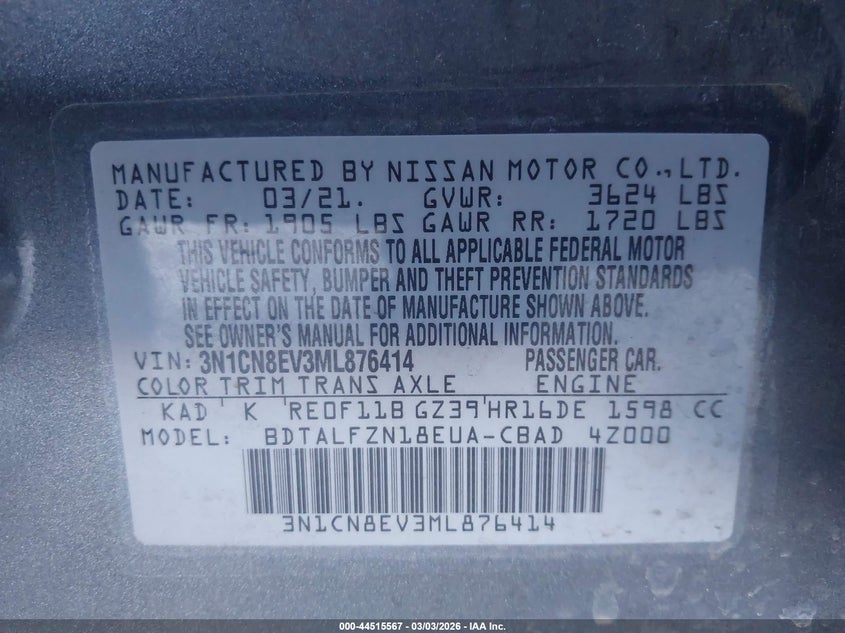 MANUFACTURED BY NISSAN MOTOR CO.,LTD.
DATE: 03/21. GVWR: 3624 LBS
GAWR FR: 1905 LBS GAWR RR: 1720 LBS
THIS VEHICLE CONFORMS TO ALL APPLICABLE FEDERAL MOTOR
VEHICLE SAFETY, BUMPER AND THEFT PREVENTION STANDARDS
IN EFFECT ON THE DATE OF MANUFACTURE SHOWN ABOVE.
SEE OWNER'S MANUAL FOR ADDITIONAL INFORMATION.
VIN: 3N1CN8EV3ML876414 PASSENGER CAR.
COLOR TRIM TRANS AXLE ENGINE
KAD K RE0F11B GZ39 HR16DE 1598 CC
MODEL: BDTALFZN18EUA-CBAD 4Z000
3N1CN8EV3ML876414
000-44515567 - 03/03/2026 - IAA Inc.